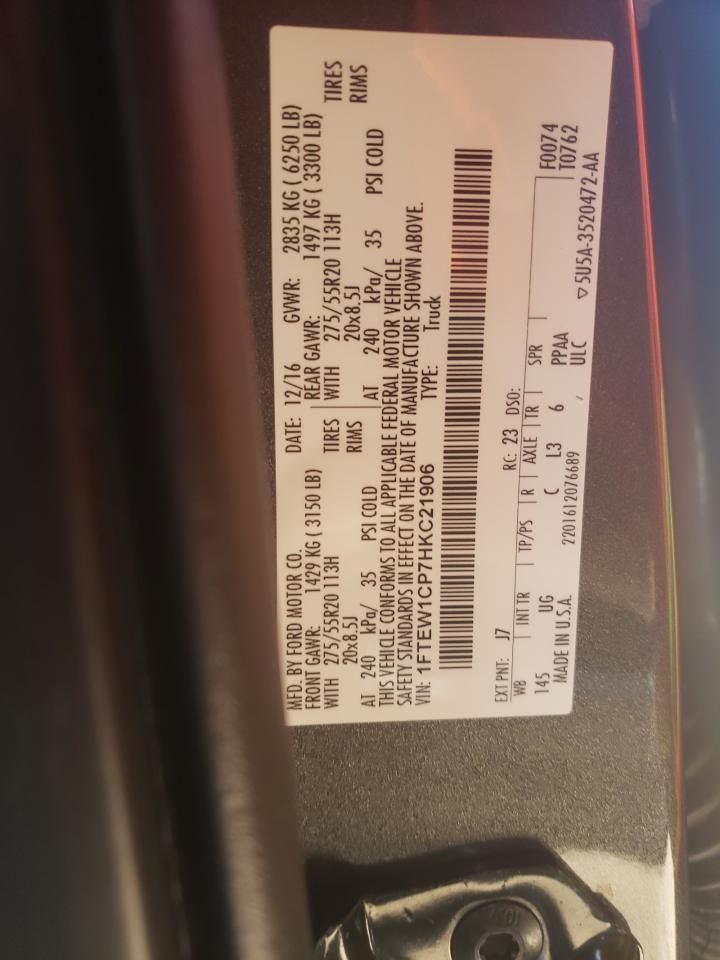 MFD. BY FORD MOTOR CO.
DATE: 12/16 GVWR: 2835 KG ( 6250 LB)
FRONT GAWR: 1429 KG ( 3150 LB)
REAR GAWR: 1497 KG ( 3300 LB)
WITH 275/55R20 113H TIRES
WITH 275/55R20 113H TIRES
20x8.5J RIMS
20x8.5J RIMS
AT 240 kPa/ 35 PSI COLD
AT 240 kPa/ 35 PSI COLD
THIS VEHICLE CONFORMS TO ALL APPLICABLE FEDERAL MOTOR VEHICLE
SAFETY STANDARDS IN EFFECT ON THE DATE OF MANUFACTURE SHOWN ABOVE.
VIN: 1FTEW1CP7HKC21906 TYPE: Truck
EXT PNT: J7 RC: 23 DSO:
F0074
WB INT TR TP/PS R AXLE TR SPR
T0762
145 UG C L3 6 PPAA
MADE IN U.S.A. 2201612076689 ULC
▽5U5A-3520472-AA